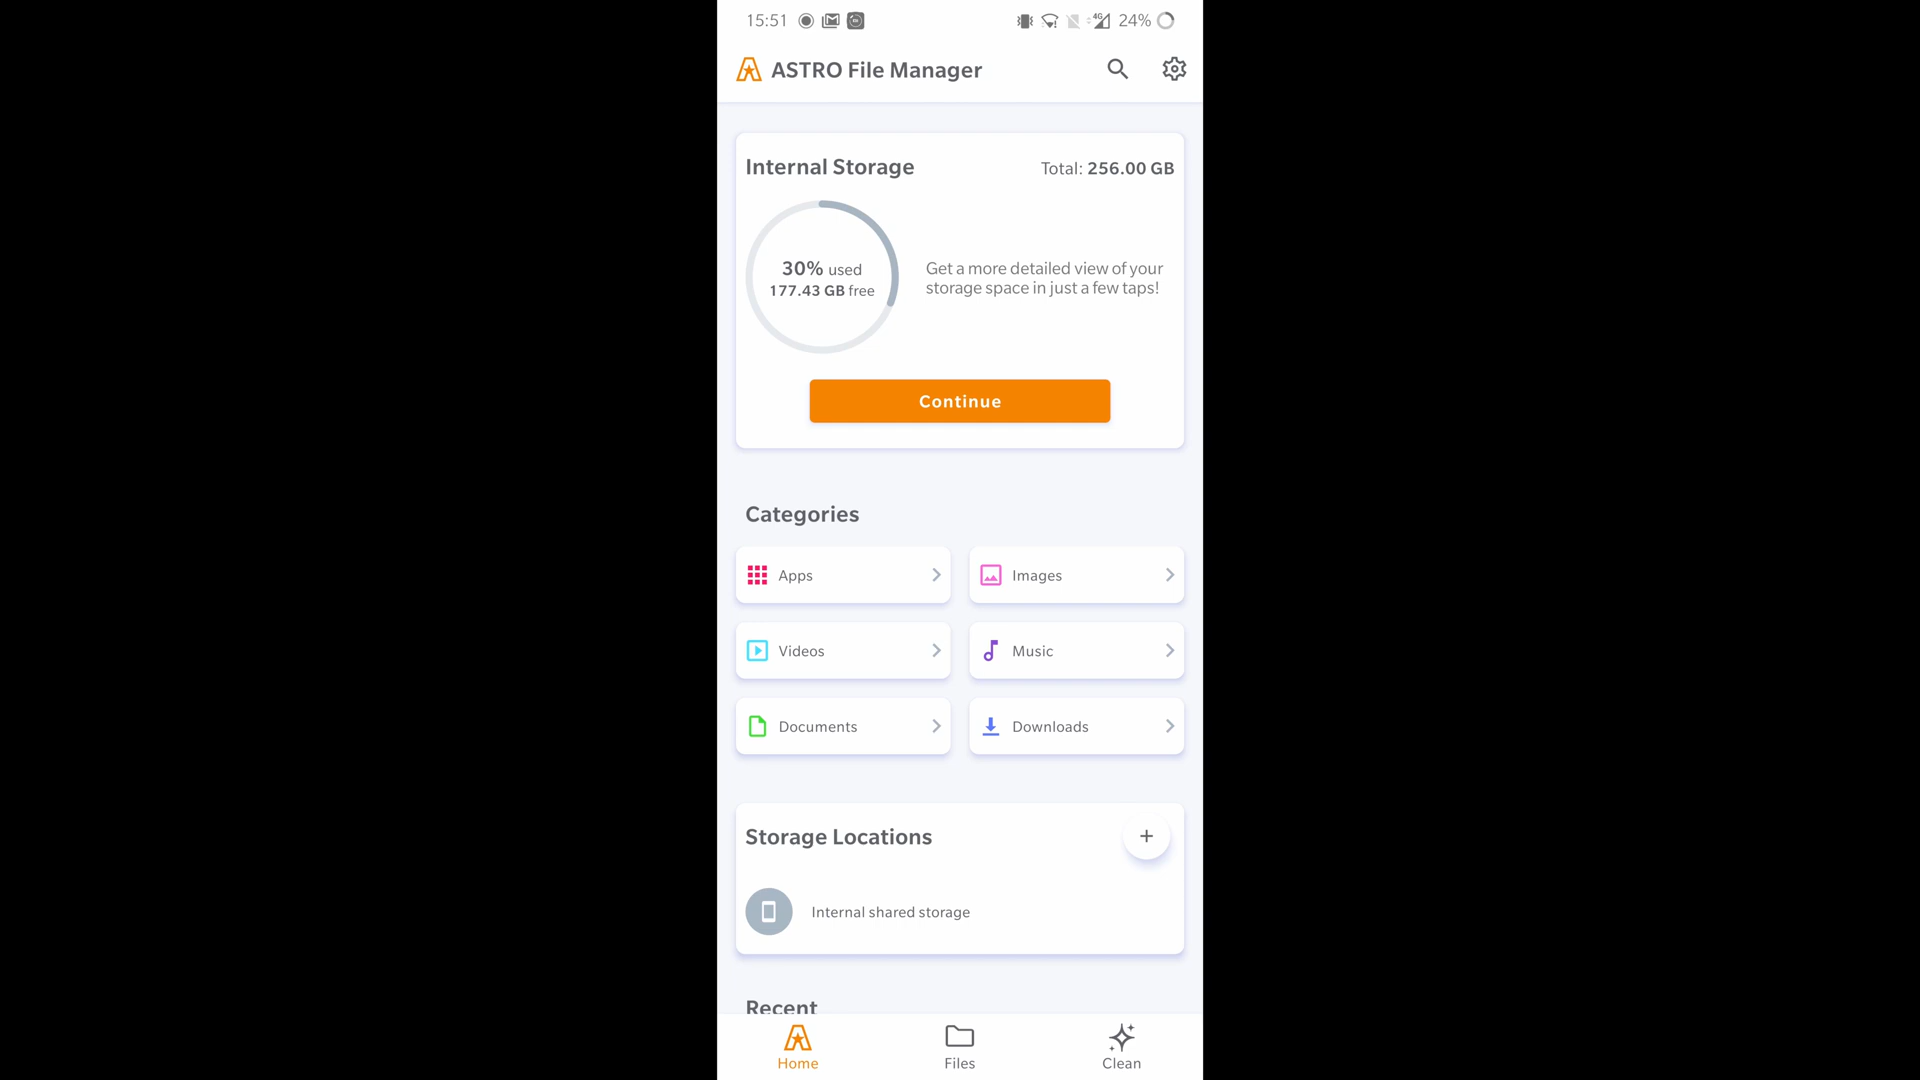 15:51 4G 24%
ASTRO File Manager
Internal Storage Total: 256.00 GB
30% used
177.43 GB free
Get a more detailed view of your
storage space in just a few taps!
Continue
Categories
Apps Images
Videos Music
Documents Downloads
Storage Locations +
Internal shared storage
Recent
Home Files Clean